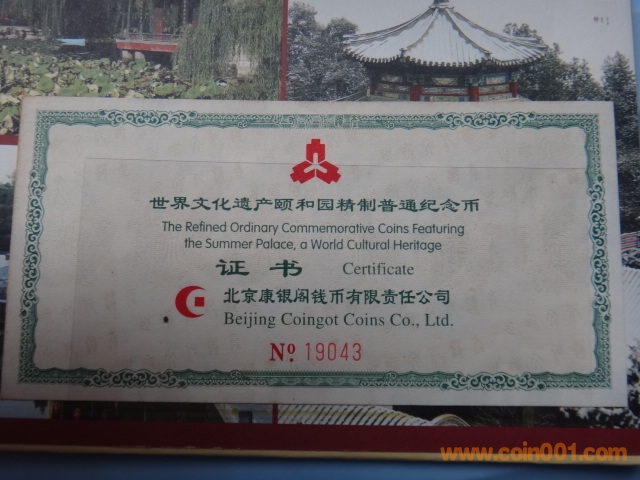 世界文化遗产颐和园精制普通纪念币
The Refined Ordinary Commemorative Coins Featuring
the Summer Palace, a World Cultural Heritage
证书 Certificate
北京康银阁钱币有限责任公司
Beijing Coingot Coins Co., Ltd.
No 19043
www.coin001.com